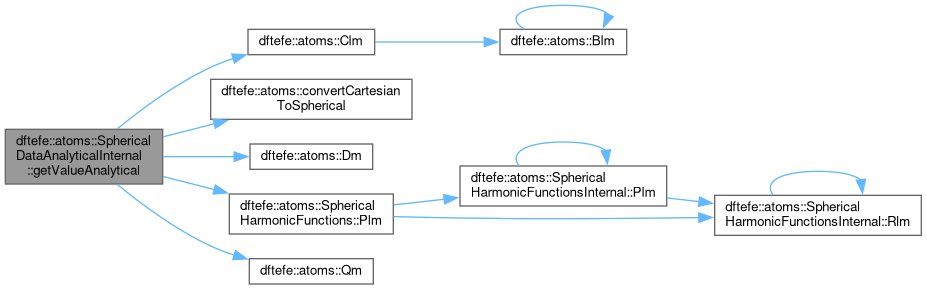 dftefe::atoms::Spherical
DataAnalyticalInternal
::getValueAnalytical
dftefe::atoms::Clm
dftefe::atoms::Blm
dftefe::atoms::convertCartesian
ToSpherical
dftefe::atoms::Dm
dftefe::atoms::Spherical
HarmonicFunctions::Plm
dftefe::atoms::Spherical
HarmonicFunctionsInternal::Plm
dftefe::atoms::Spherical
HarmonicFunctionsInternal::Rlm
dftefe::atoms::Qm